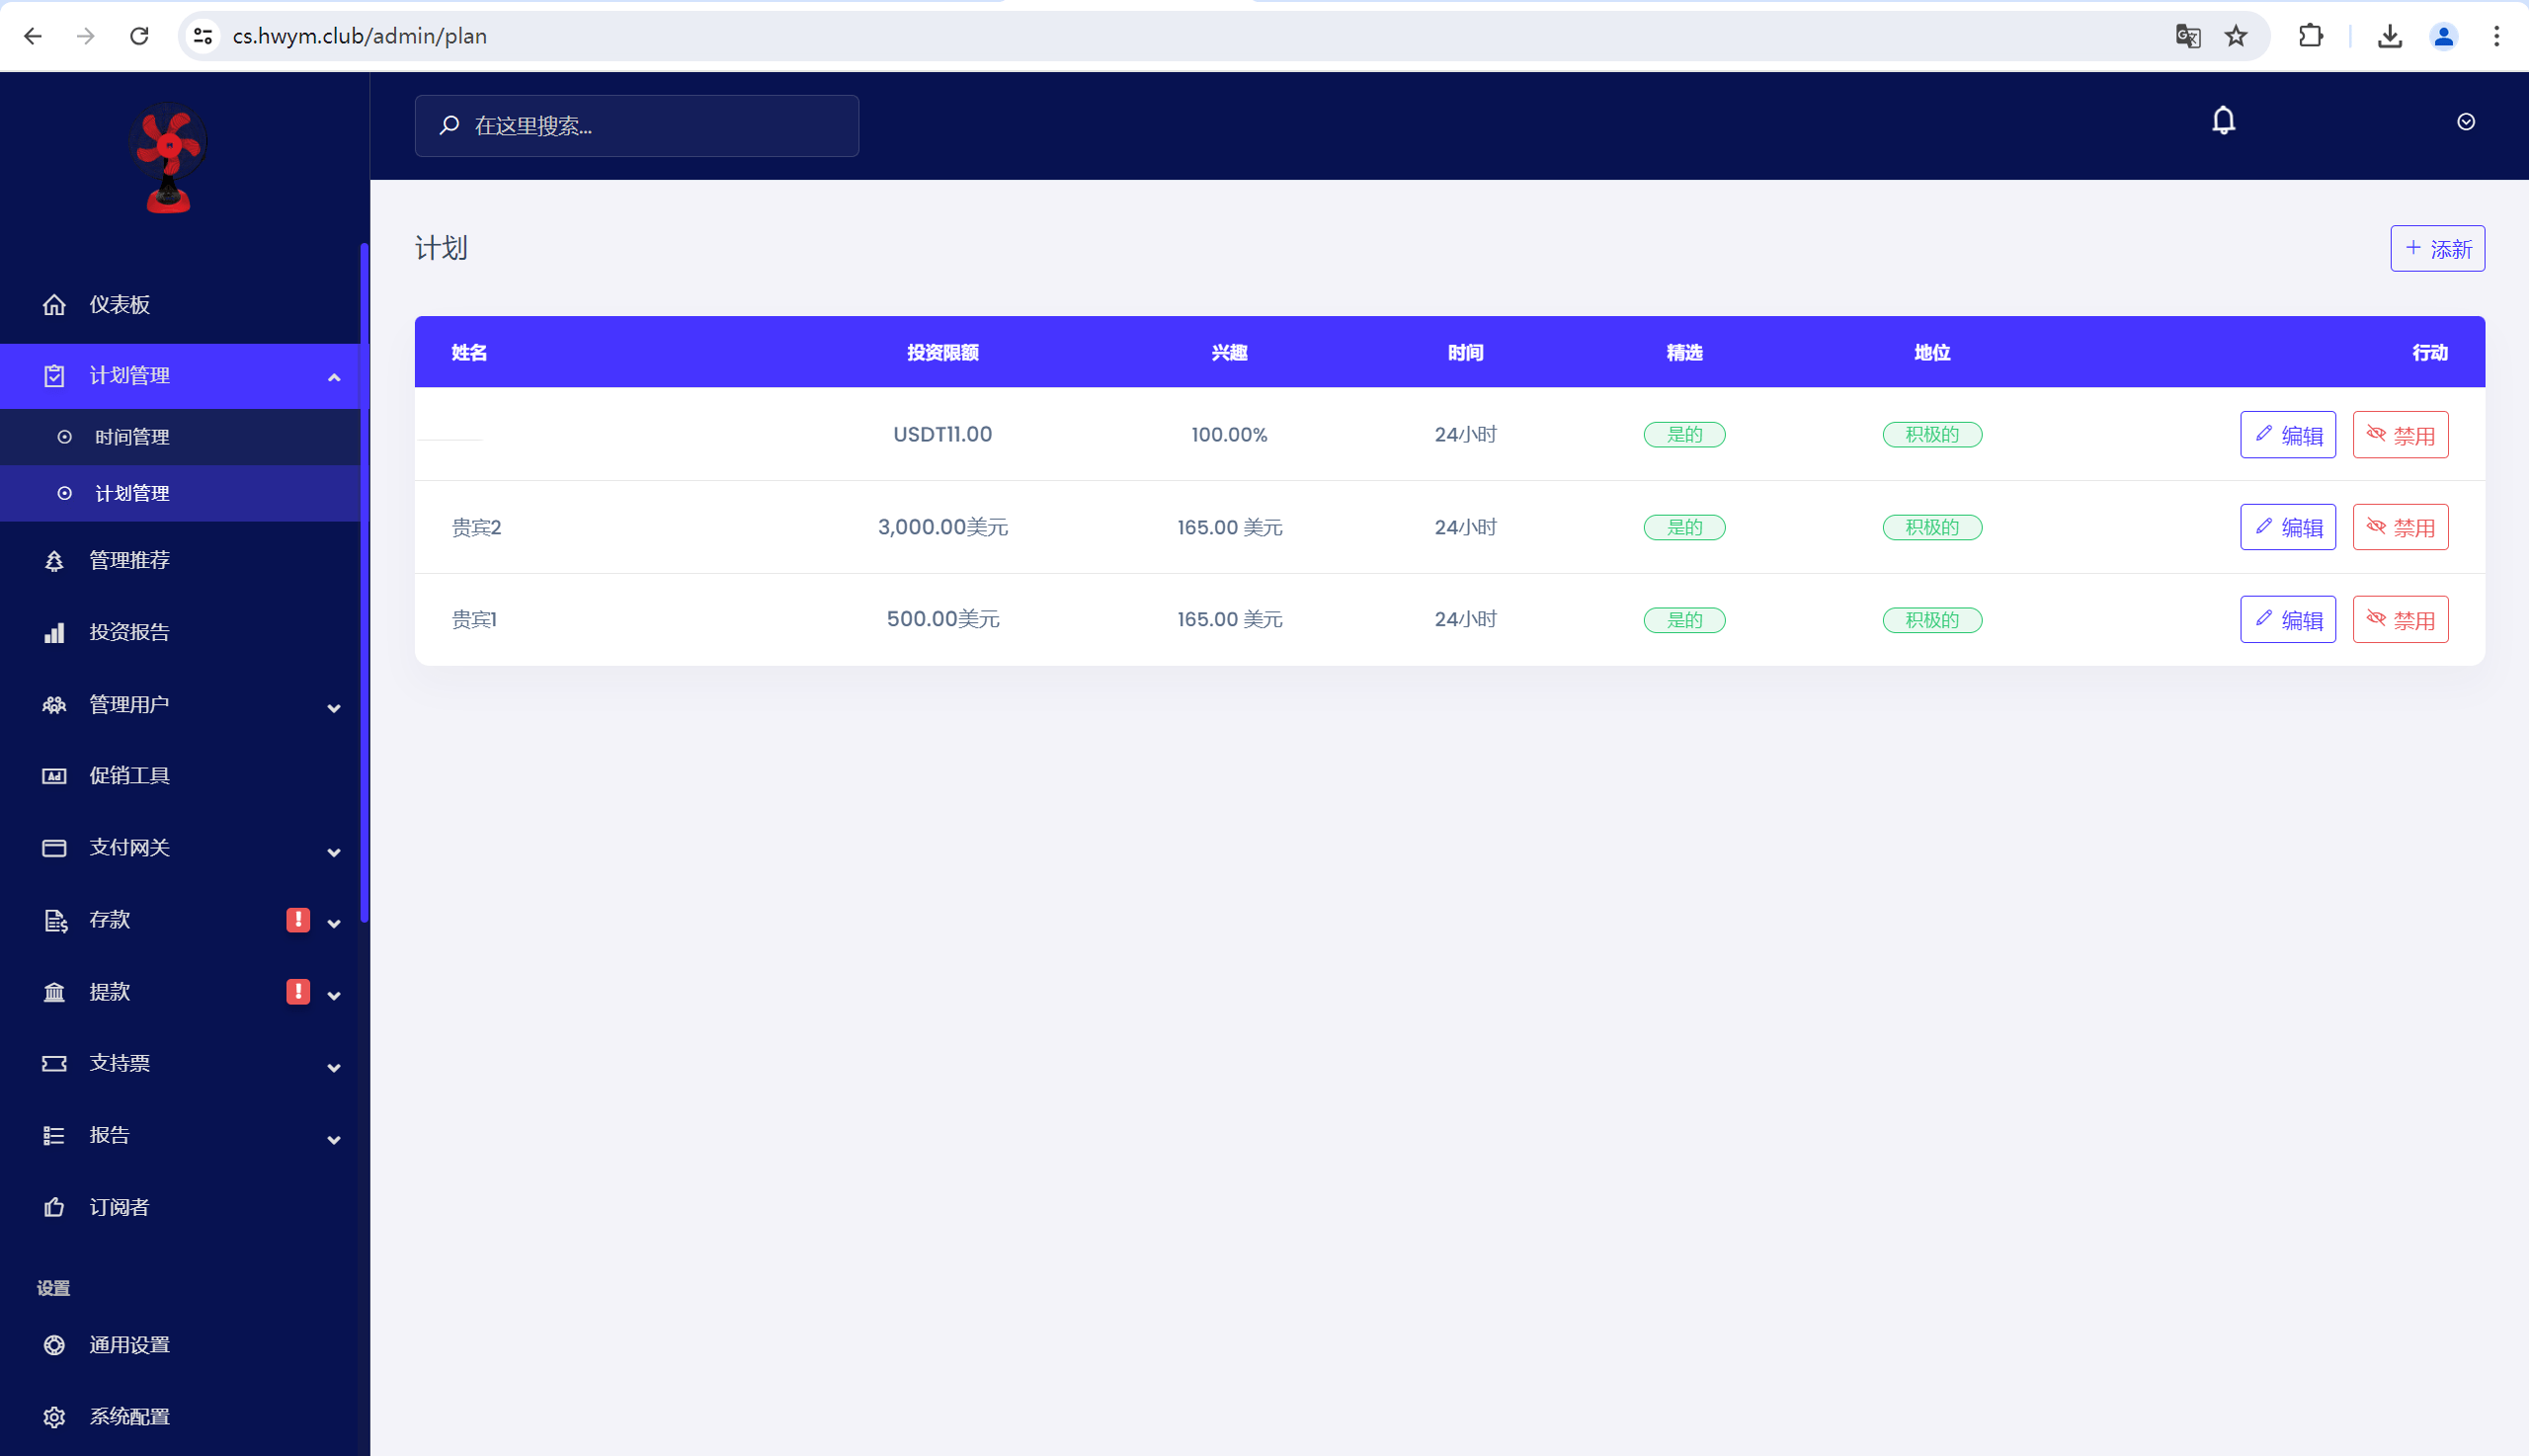 cs.hwym.club/admin/plan
在这里搜索...
计划
添新
仪表板
计划管理
时间管理
计划管理
管理推荐
投资报告
管理用户
Ad 促销工具
支付网关
存款 !
提款 !
支持票
报告
订阅者
设置
通用设置
系统配置
姓名 投资限额 兴趣 时间 精选 地位 行动
USDT11.00 100.00% 24小时 是的 积极的 编辑 禁用
贵宾2 3,000.00美元 165.00 美元 24小时 是的 积极的 编辑 禁用
贵宾1 500.00美元 165.00 美元 24小时 是的 积极的 编辑 禁用